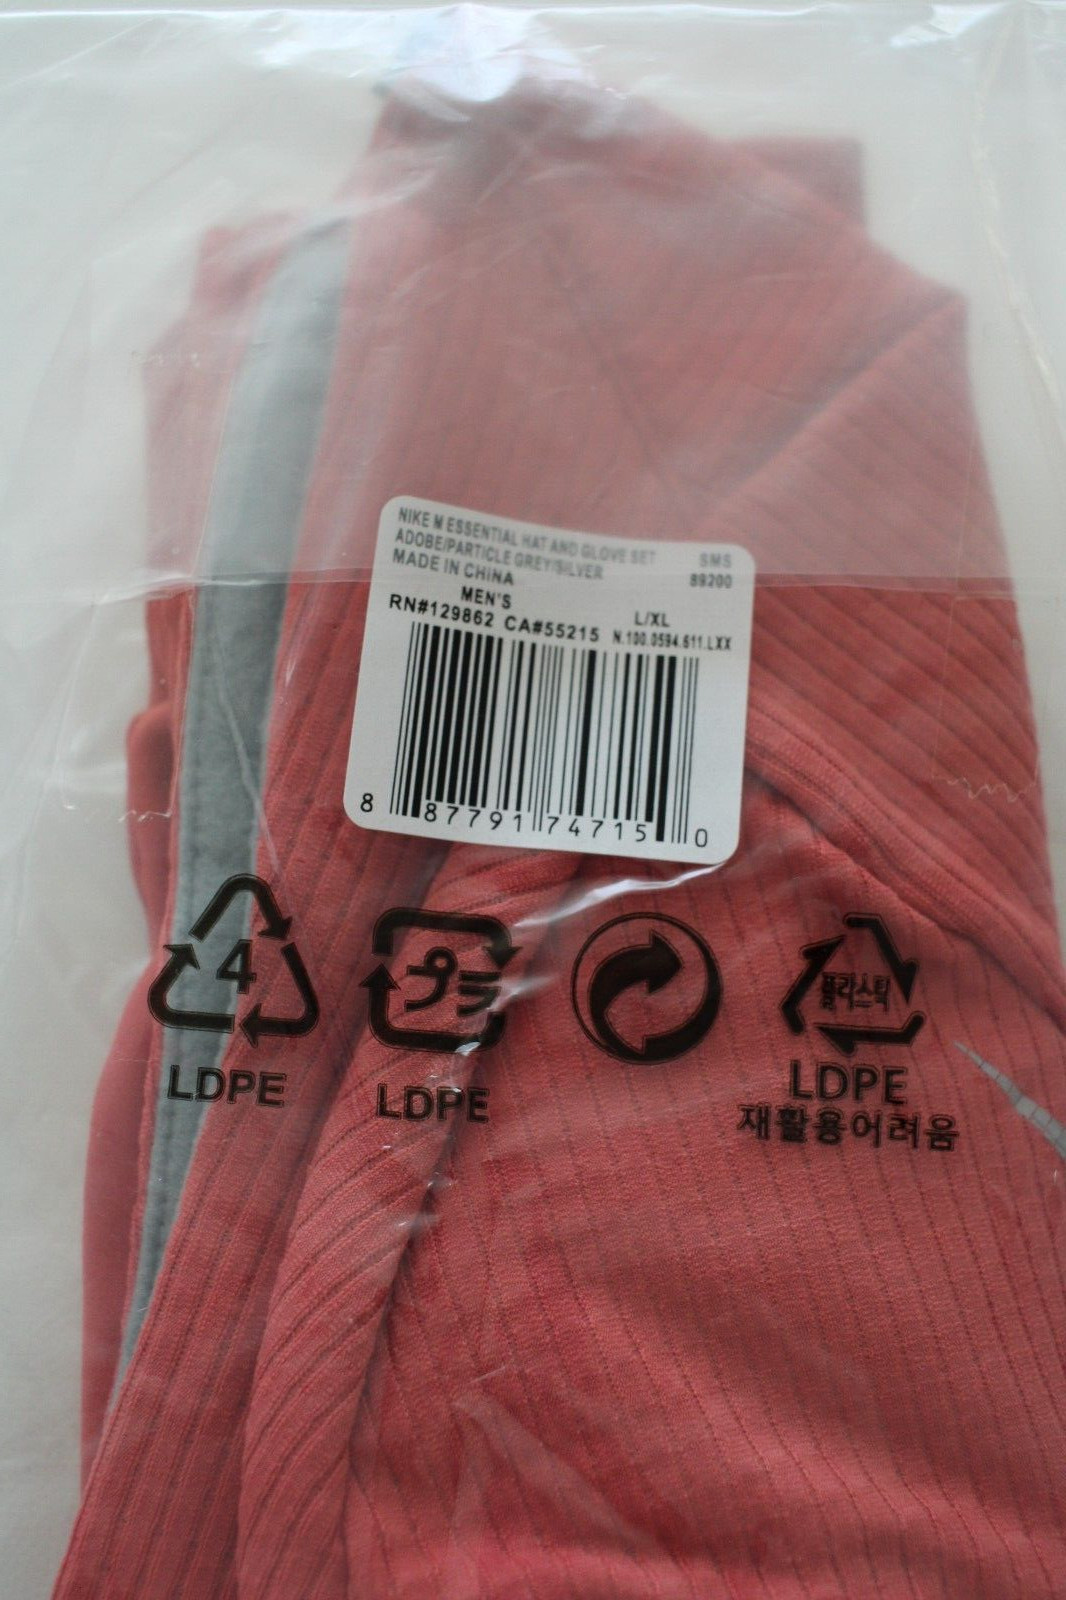 NIKE M ESSENTIAL HAT AND GLOVE SET SMS
ADOBE/PARTICLE GREY/SILVER 89200
MADE IN CHINA
MEN'S L/XL
RN#129862 CA#55215 N.100.0594.611.LXX
8 87791 74715 0
4 プラ 플라스틱
LDPE LDPE LDPE
재활용어려움